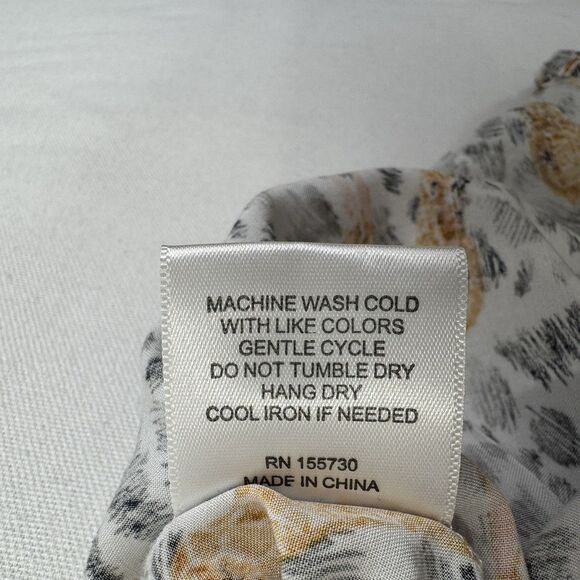 MACHINE WASH COLD
WITH LIKE COLORS
GENTLE CYCLE
DO NOT TUMBLE DRY
HANG DRY
COOL IRON IF NEEDED
RN 155730
MADE IN CHINA